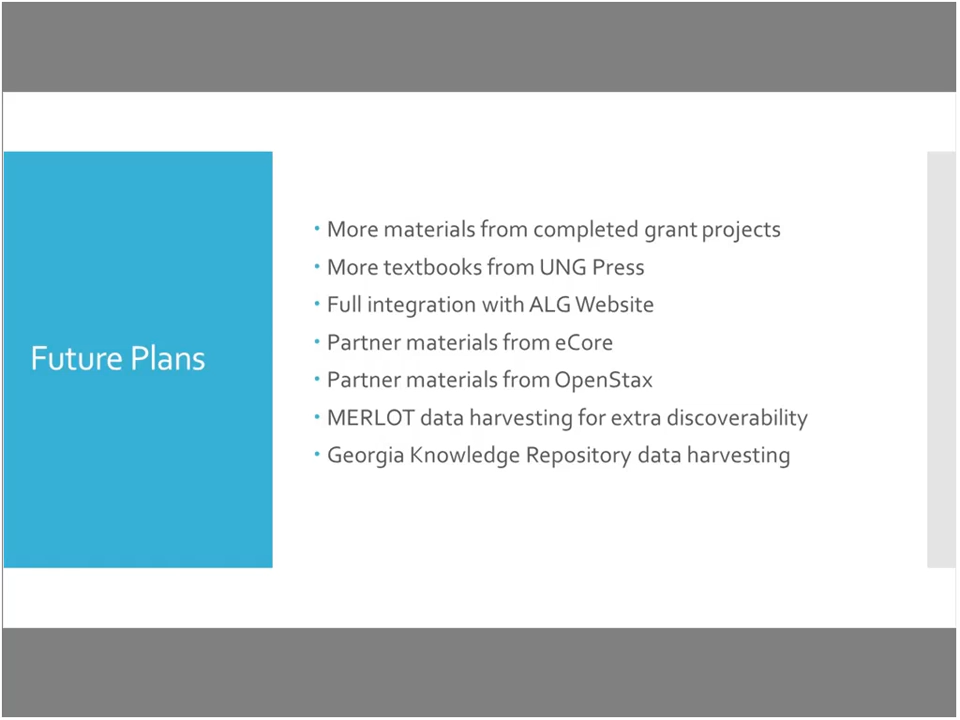 Future Plans
• More materials from completed grant projects
• More textbooks from UNG Press
• Full integration with ALG Website
• Partner materials from eCore
• Partner materials from OpenStax
• MERLOT data harvesting for extra discoverability
• Georgia Knowledge Repository data harvesting